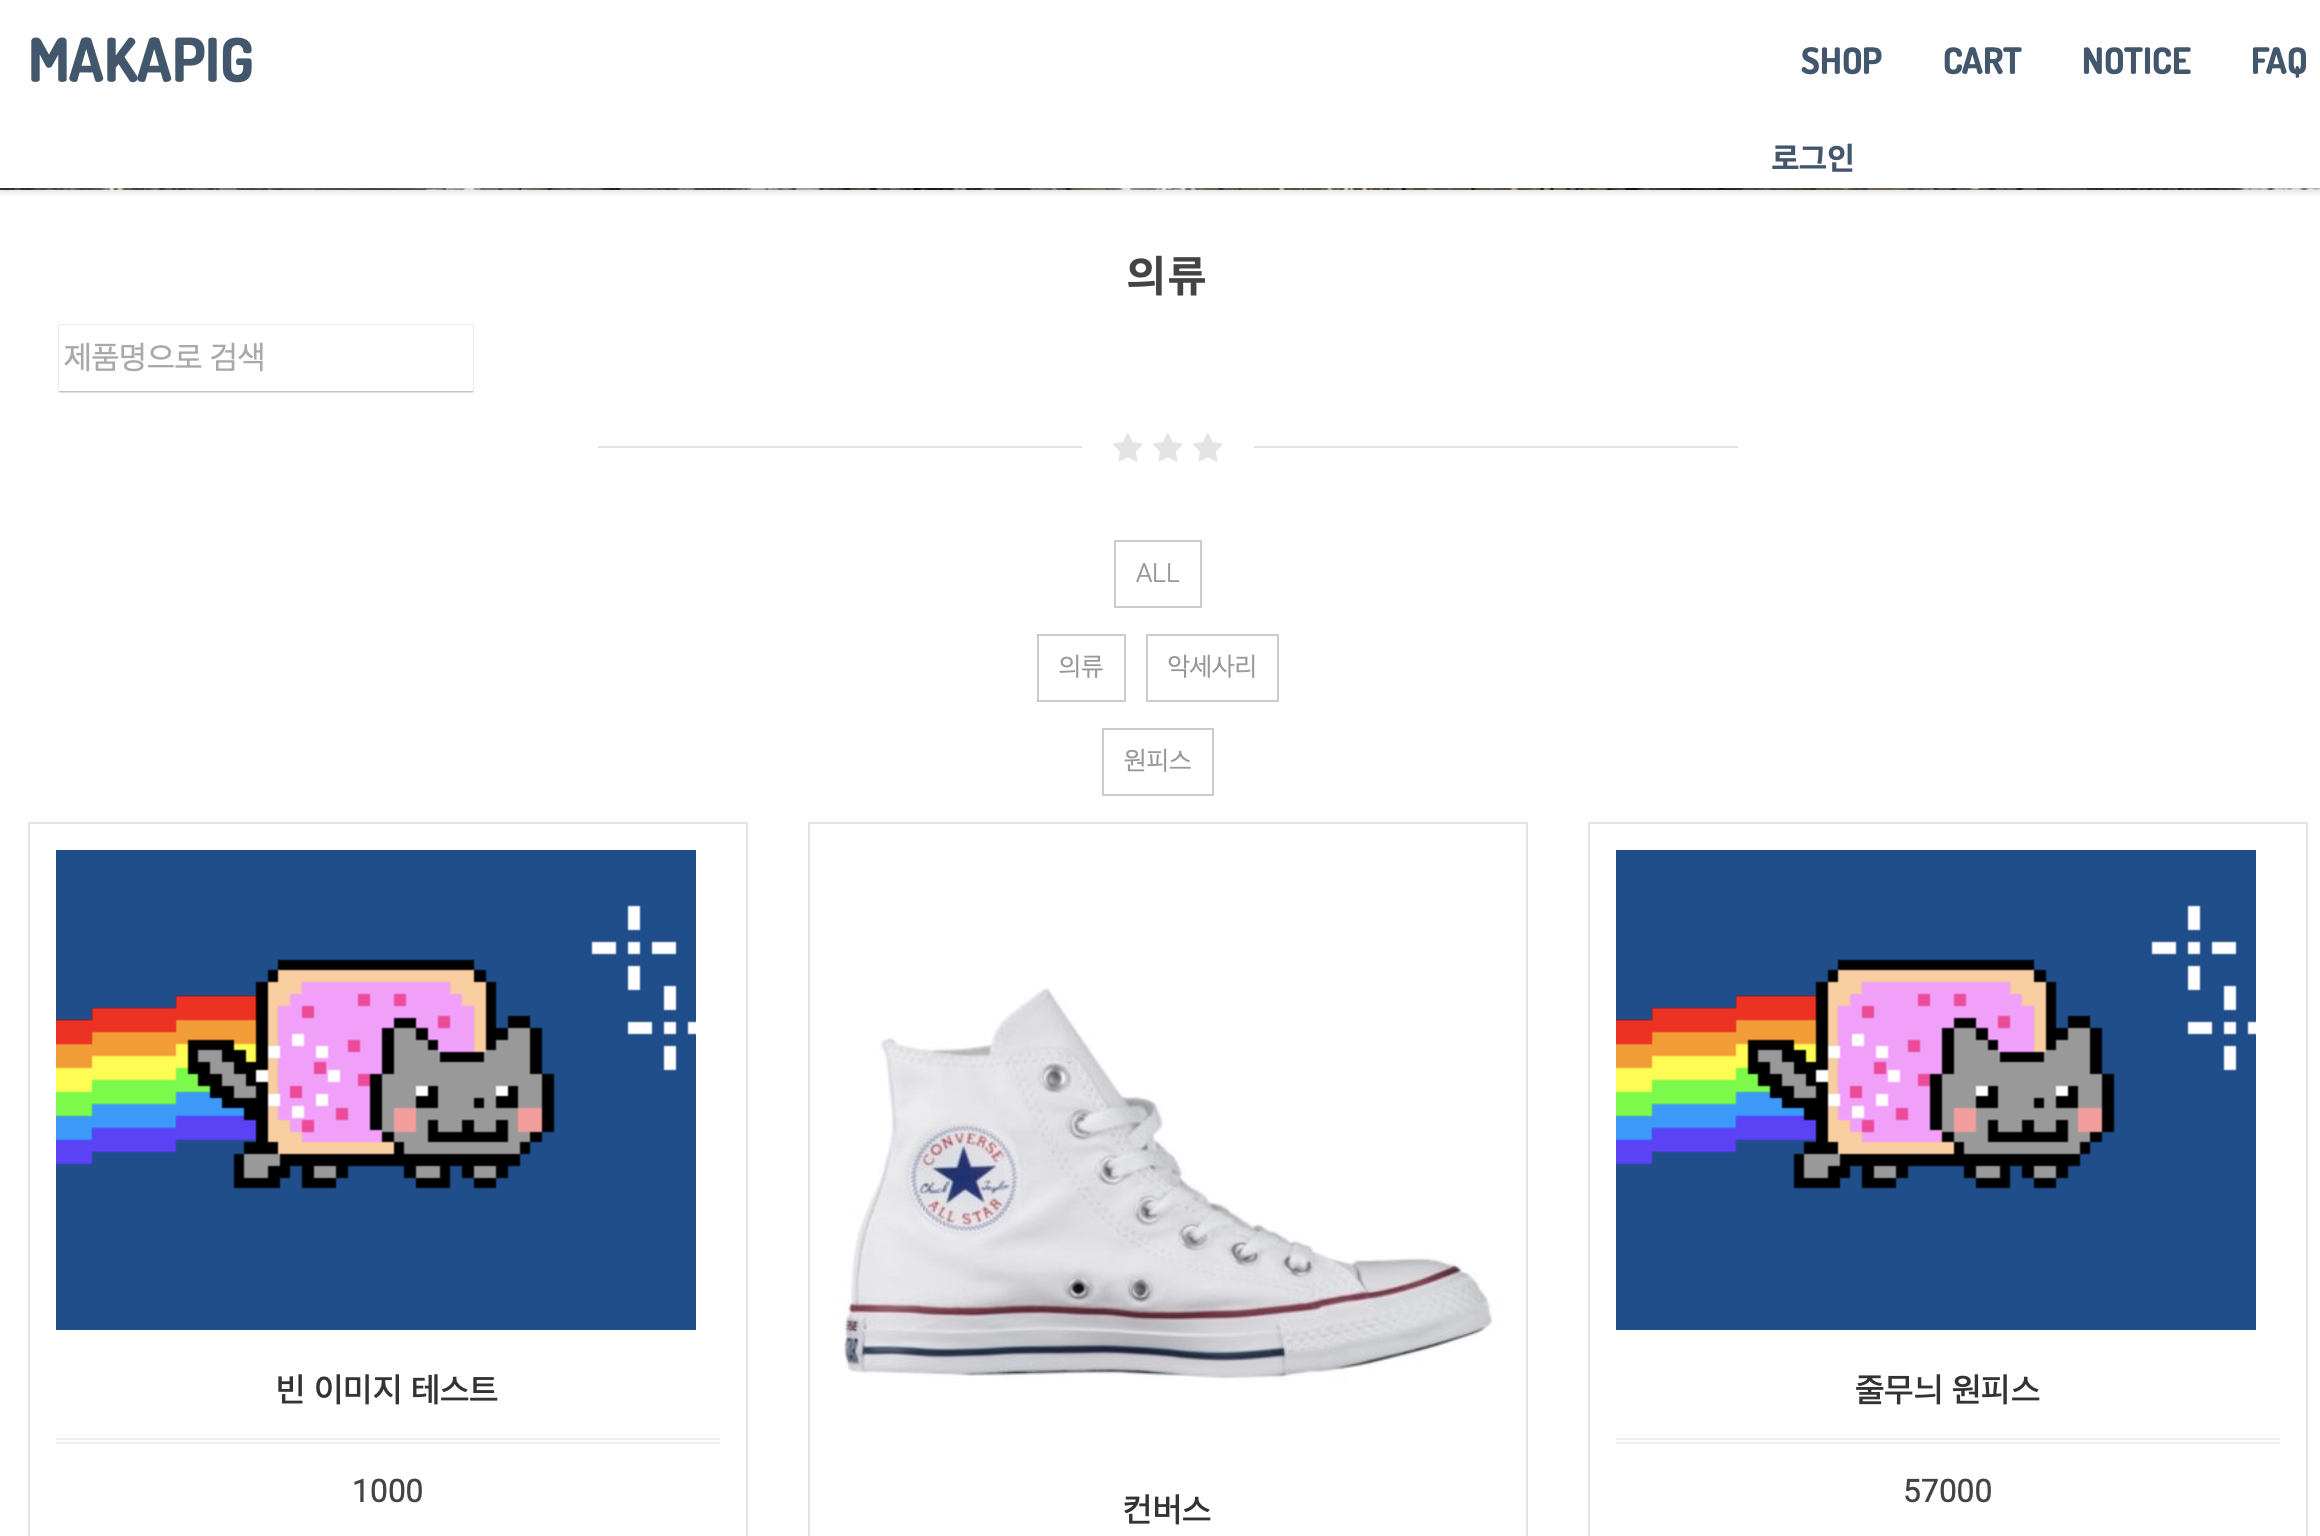 MAKAPIG
SHOP CART NOTICE FAQ
로그인
의류
제품명으로 검색
ALL
의류 악세사리
원피스
CONVERSE
Chuck Taylor
ALL STAR
빈 이미지 테스트
1000
컨버스
줄무늬 원피스
57000